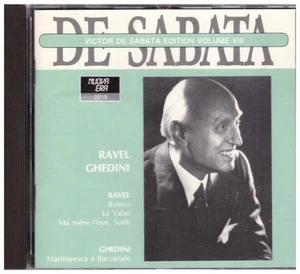 DE SABATA
VICTOR DE SABATA EDITION VOLUME VIII
NUOVA
ERA
RAVEL
GHEDINI
RAVEL
Bolero
La Valse
Ma mère l'oye, Suite
GHEDINI
Marinaresca e Baccanale